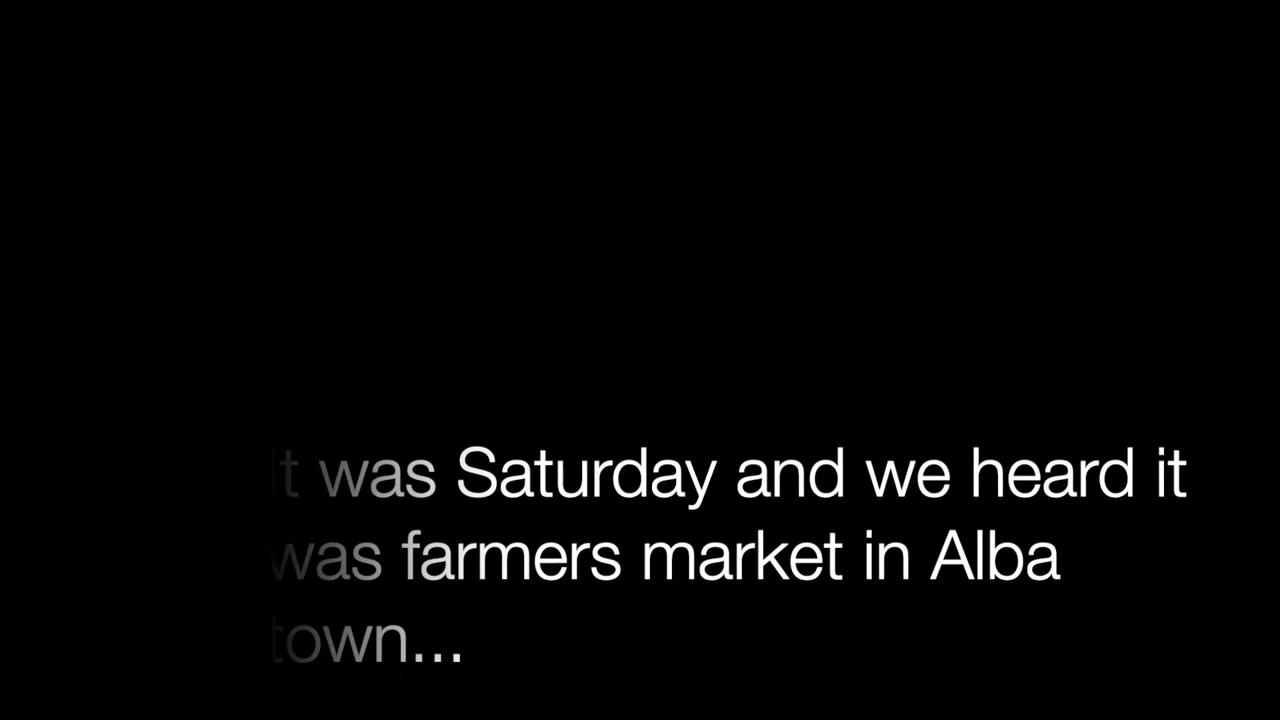 It was Saturday and we heard it
was farmers market in Alba
town...